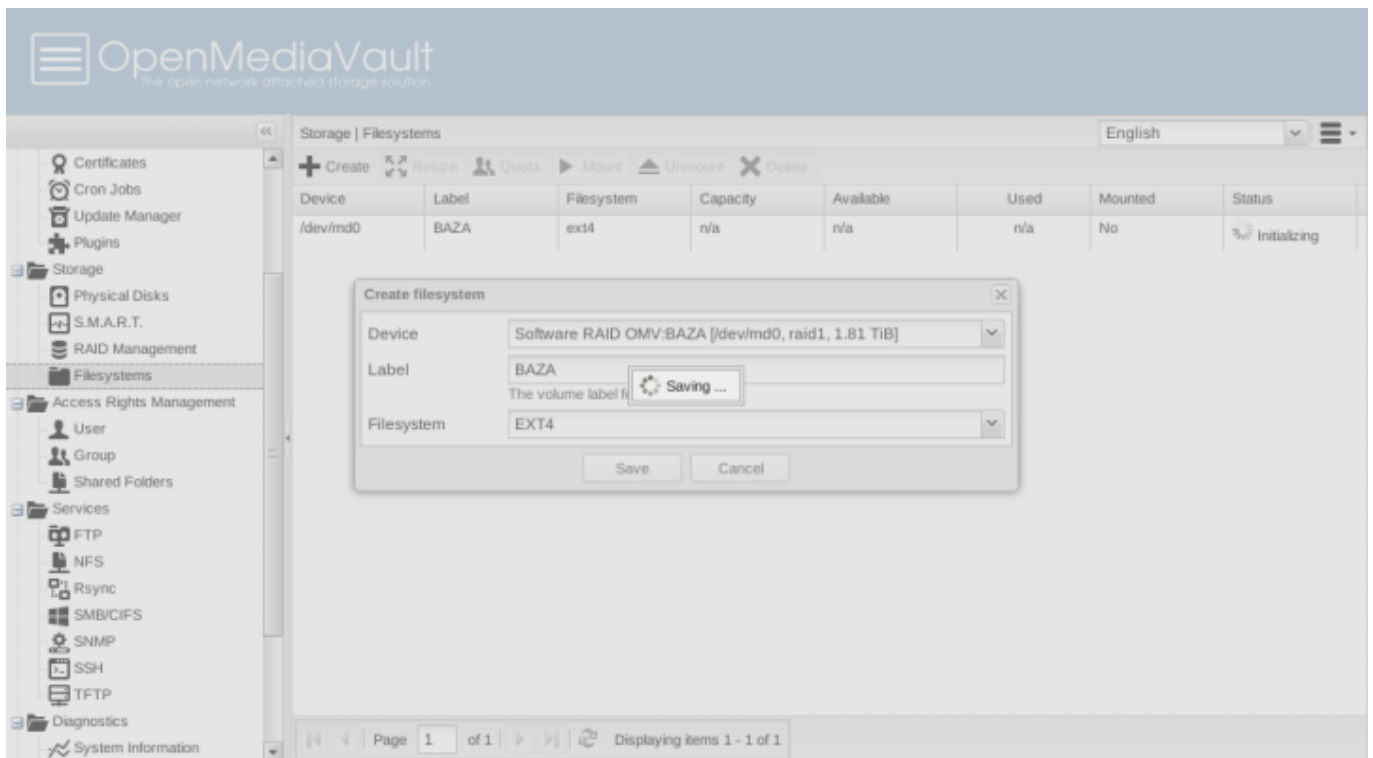 OpenMediaVault
The open network attached storage solution
Certificates
Cron Jobs
Update Manager
Plugins
Storage
Physical Disks
S.M.A.R.T.
RAID Management
Filesystems
Access Rights Management
User
Group
Shared Folders
Services
FTP
NFS
Rsync
SMB/CIFS
SNMP
SSH
TFTP
Diagnostics
System Information
Storage | Filesystems
English
Create Resize Quota Mount Unmount Delete
Device Label Filesystem Capacity Available Used Mounted Status
/dev/md0 BAZA ext4 n/a n/a n/a No Initializing
Create filesystem
Device Software RAID OMV:BAZA [/dev/md0, raid1, 1.81 TiB]
Label BAZA
The volume label
Saving ...
Filesystem EXT4
Save Cancel
Page 1 of 1 Displaying items 1 - 1 of 1